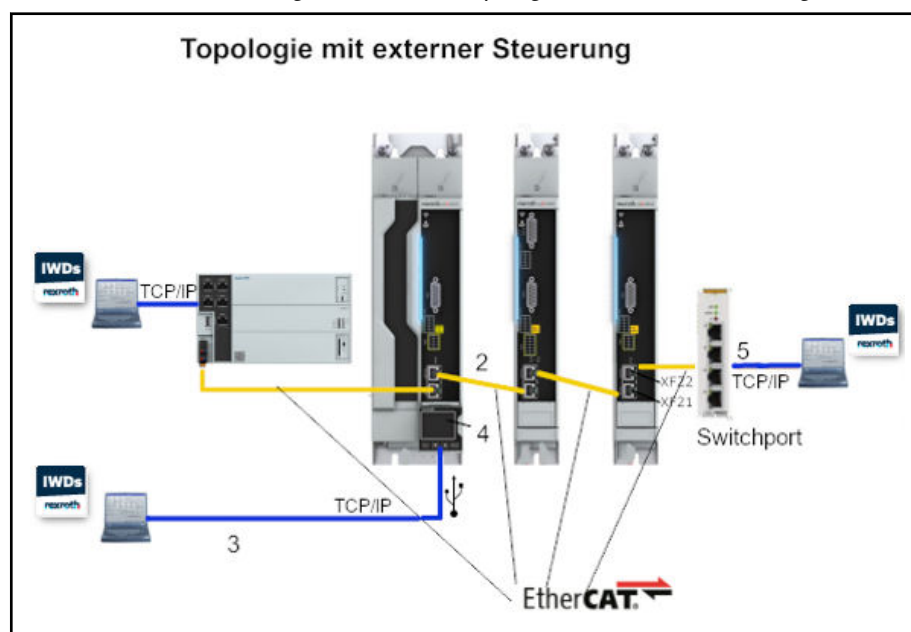 Topologie mit externer Steuerung
IWDs
rexroth
TCP/IP
2
5
XF22
XF21
TCP/IP
IWDs
rexroth
4
Switchport
IWDs
rexroth
TCP/IP
3
EtherCAT.